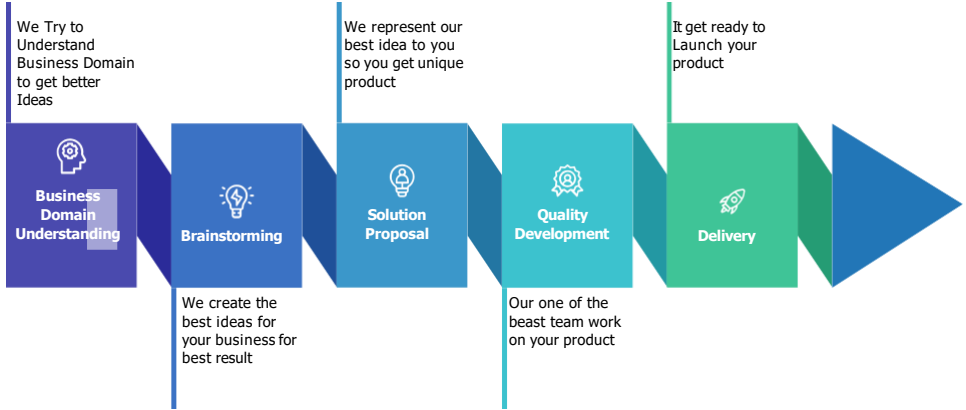 We Try to
Understand
Business Domain
to get better
Ideas
Business
Domain
Understanding
Brainstorming
We create the
best ideas for
your business for
best result
We represent our
best idea to you
so you get unique
product
Solution
Proposal
Quality
Development
Our one of the
beast team work
on your product
It get ready to
Launch your
product
Delivery